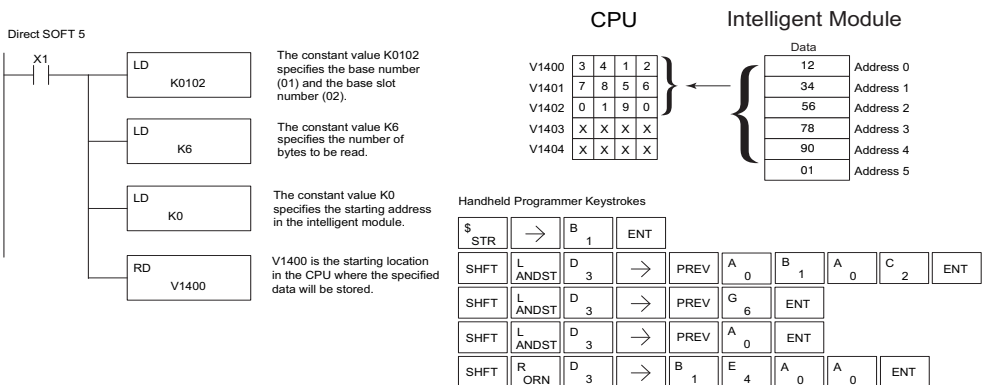 CPU Intelligent Module
Direct SOFT 5
X1
LD
K0102
The constant value K0102
specifies the base number
(01) and the base slot
number (02).
LD
K6
The constant value K6
specifies the number of
bytes to be read.
LD
K0
The constant value K0
specifies the starting address
in the intelligent module.
RD
V1400
V1400 is the starting location
in the CPU where the specified
data will be stored.
Data
V1400 3 4 1 2
V1401 7 8 5 6
V1402 0 1 9 0
V1403 X X X X
V1404 X X X X
12 Address 0
34 Address 1
56 Address 2
78 Address 3
90 Address 4
01 Address 5
Handheld Programmer Keystrokes
$ STR → B 1 ENT
SHFT L ANDST D 3 → PREV A 0 B 1 A 0 C 2 ENT
SHFT L ANDST D 3 → PREV G 6 ENT
SHFT L ANDST D 3 → PREV A 0 ENT
SHFT R ORN D 3 → B 1 E 4 A 0 A 0 ENT